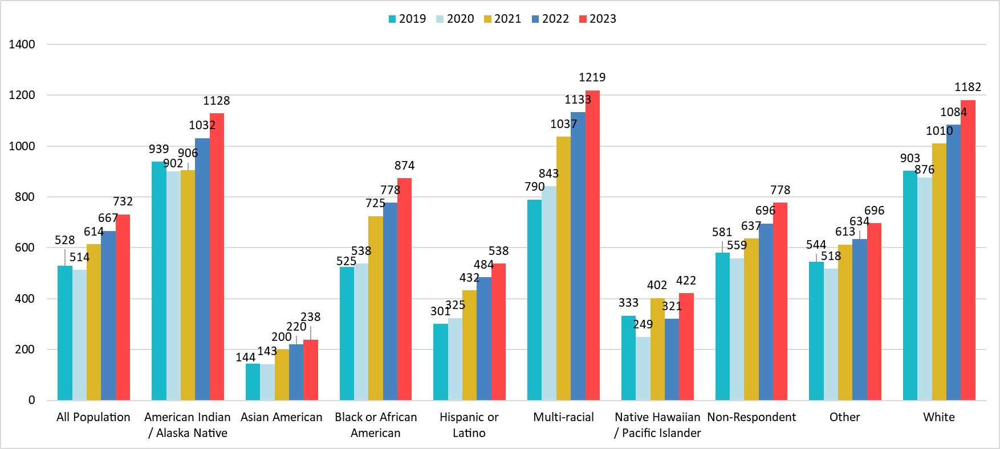 2019 2020 2021 2022 2023
1400
1200
1000
800
600
400
200
0
528 514 614 667 732
939 902 906 1032 1128
144 143 200 220 238
525 538 725 778 874
301 325 432 484 538
790 843 1037 1133 1219
333 249 402 321 422
581 559 637 696 778
544 518 613 634 696
903 876 1010 1084 1182
All Population
American Indian
/ Alaska Native
Asian American
Black or African
American
Hispanic or
Latino
Multi-racial
Native Hawaiian
/ Pacific Islander
Non-Respondent
Other
White